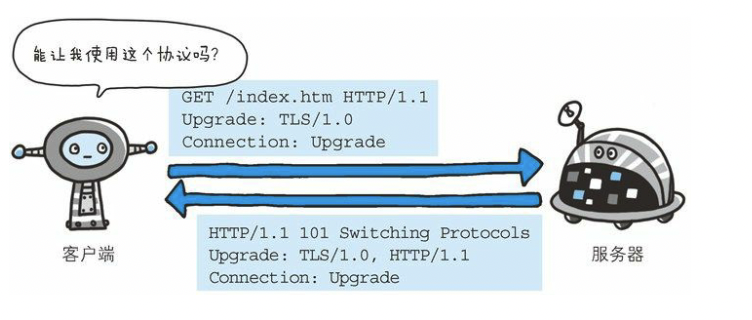 能让我使用这个协议吗?
GET /index.htm HTTP/1.1
Upgrade: TLS/1.0
Connection: Upgrade
HTTP/1.1 101 Switching Protocols
Upgrade: TLS/1.0, HTTP/1.1
Connection: Upgrade
客户端
服务器